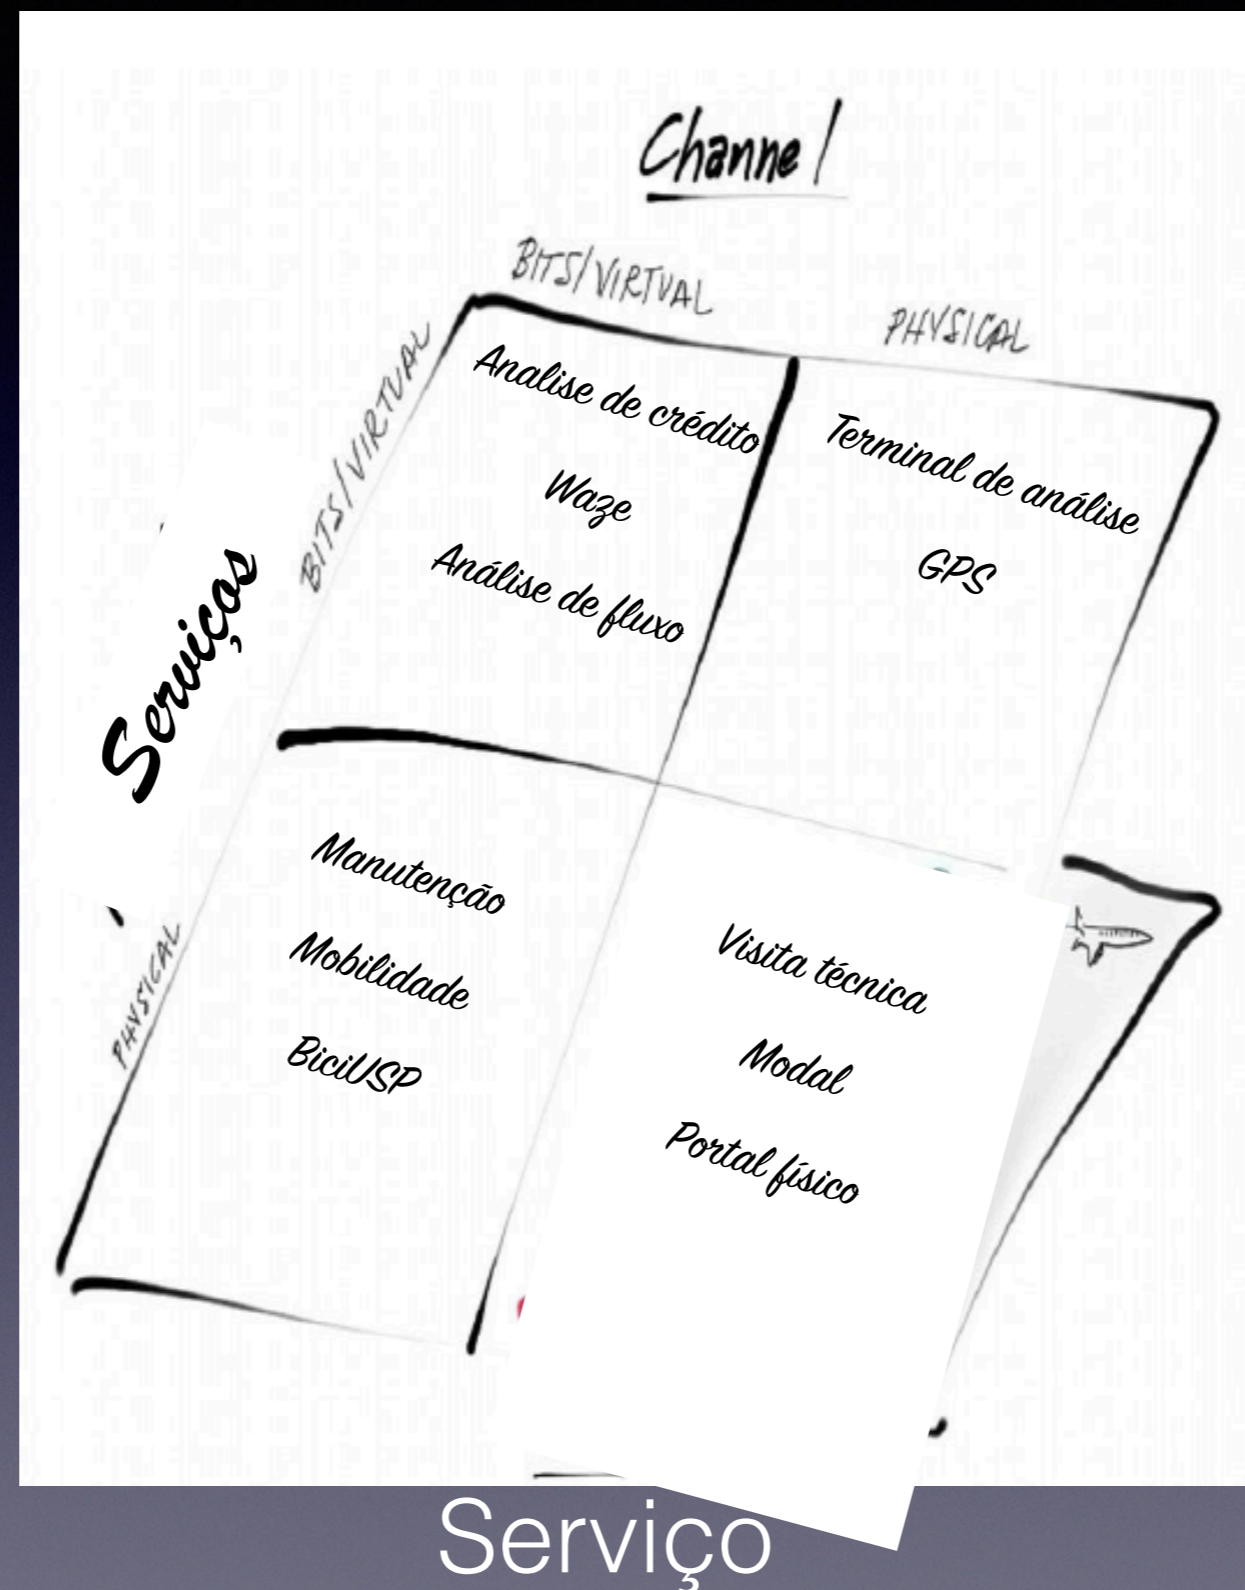 Channel
BITS/VIRTUAL
PHYSICAL
BITS/VIRTUAL
Serviços
PHYSICAL
Analise de crédito
Waze
Análise de fluxo
Terminal de análise
GPS
Manutenção
Mobilidade
BiciUSP
Visita técnica
Modal
Portal físico
Serviço